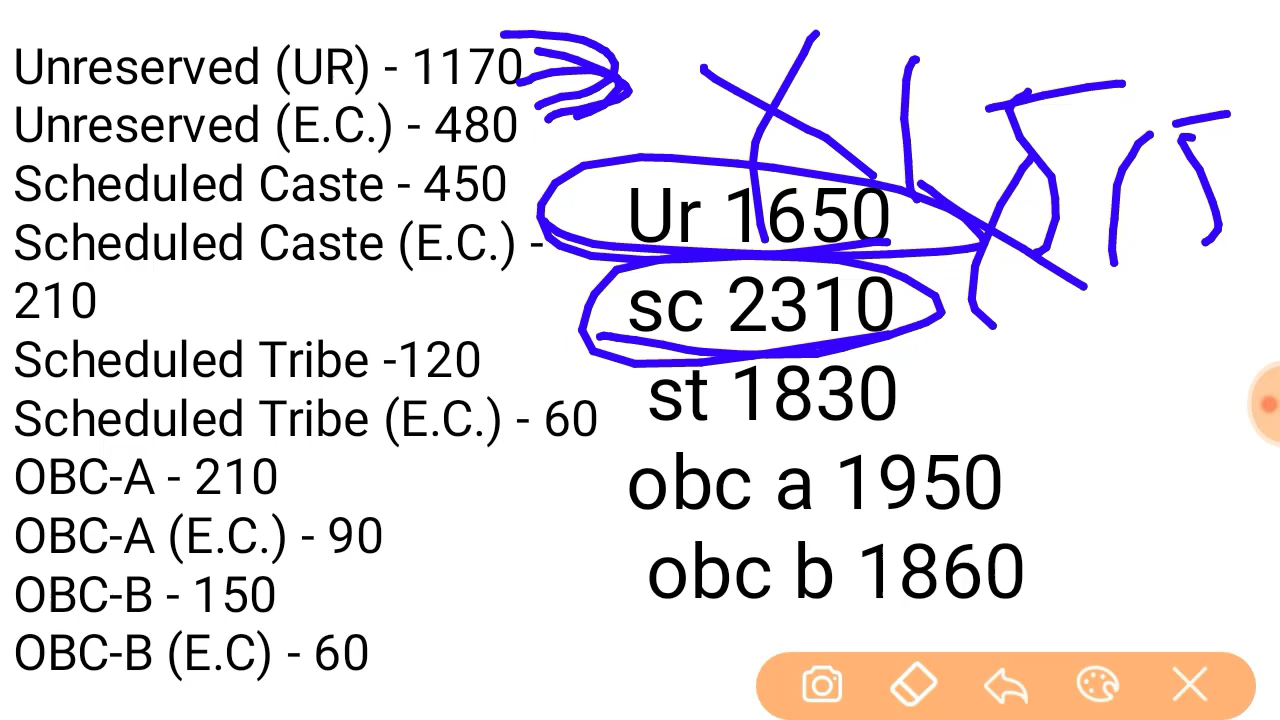 Unreserved (UR) - 1170
Unreserved (E.C.) - 480
Scheduled Caste - 450
Scheduled Caste (E.C.) -
210
Scheduled Tribe -120
Scheduled Tribe (E.C.) - 60
OBC-A - 210
OBC-A (E.C.) - 90
OBC-B - 150
OBC-B (E.C) - 60
Ur 1650
sc 2310
st 1830
obc a 1950
obc b 1860